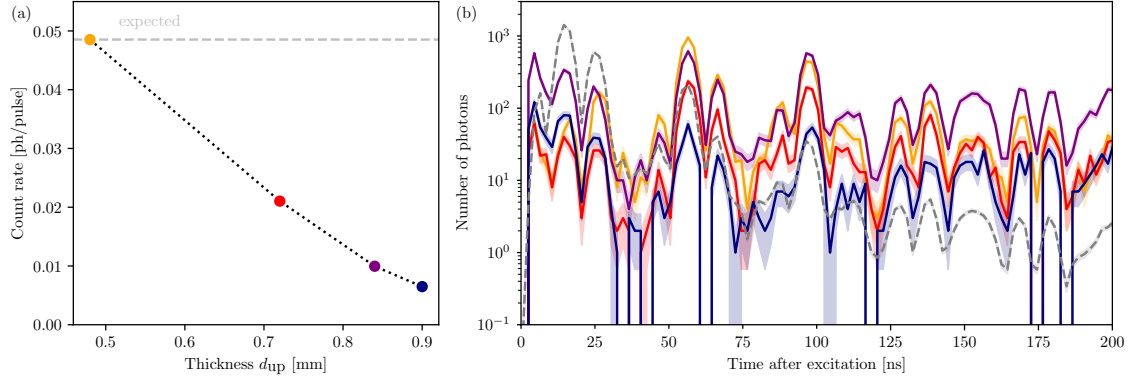 (a)
expected
Count rate [ph/pulse]
0.05
0.04
0.03
0.02
0.01
0.00
0.5 0.6 0.7 0.8 0.9
Thickness d_up [mm]
(b)
Number of photons
10³
10²
10¹
10⁰
10⁻¹
0 25 50 75 100 125 150 175 200
Time after excitation [ns]